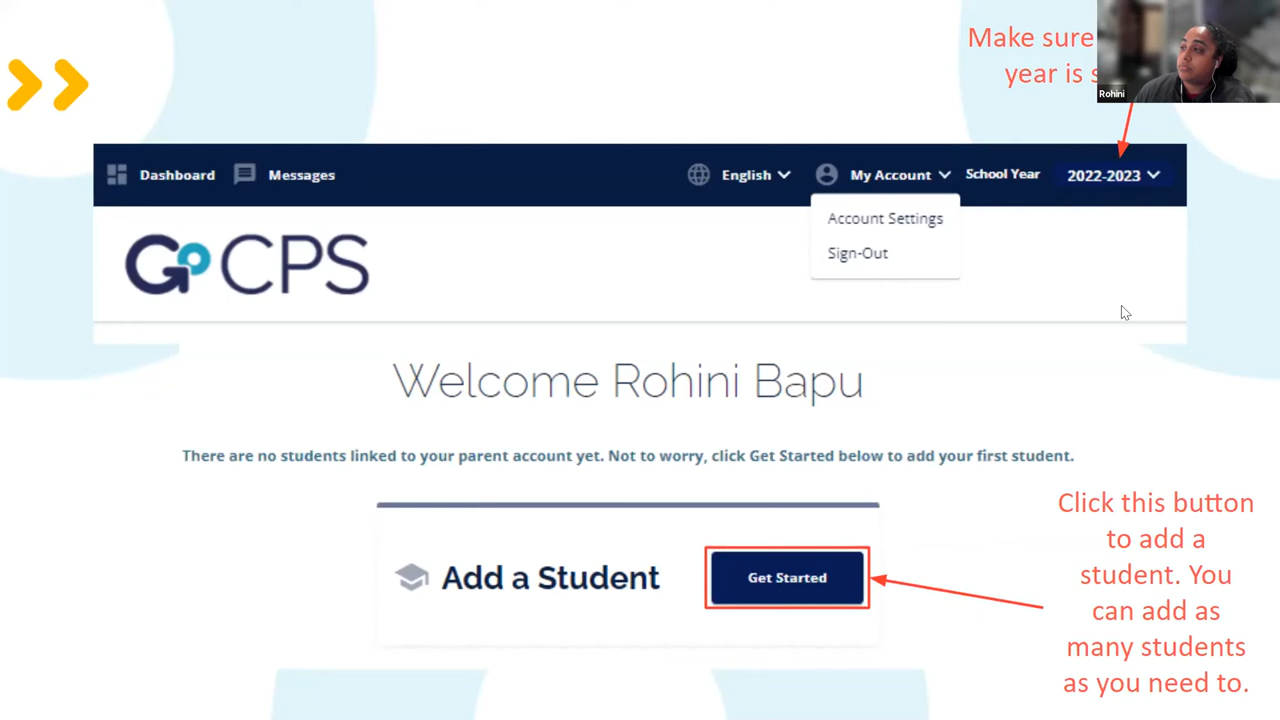 Make sure
year is
Rohini
Dashboard Messages English My Account School Year 2022-2023
Account Settings
Sign-Out
GoCPS
Welcome Rohini Bapu
There are no students linked to your parent account yet. Not to worry, click Get Started below to add your first student.
Add a Student Get Started
Click this button
to add a
student. You
can add as
many students
as you need to.